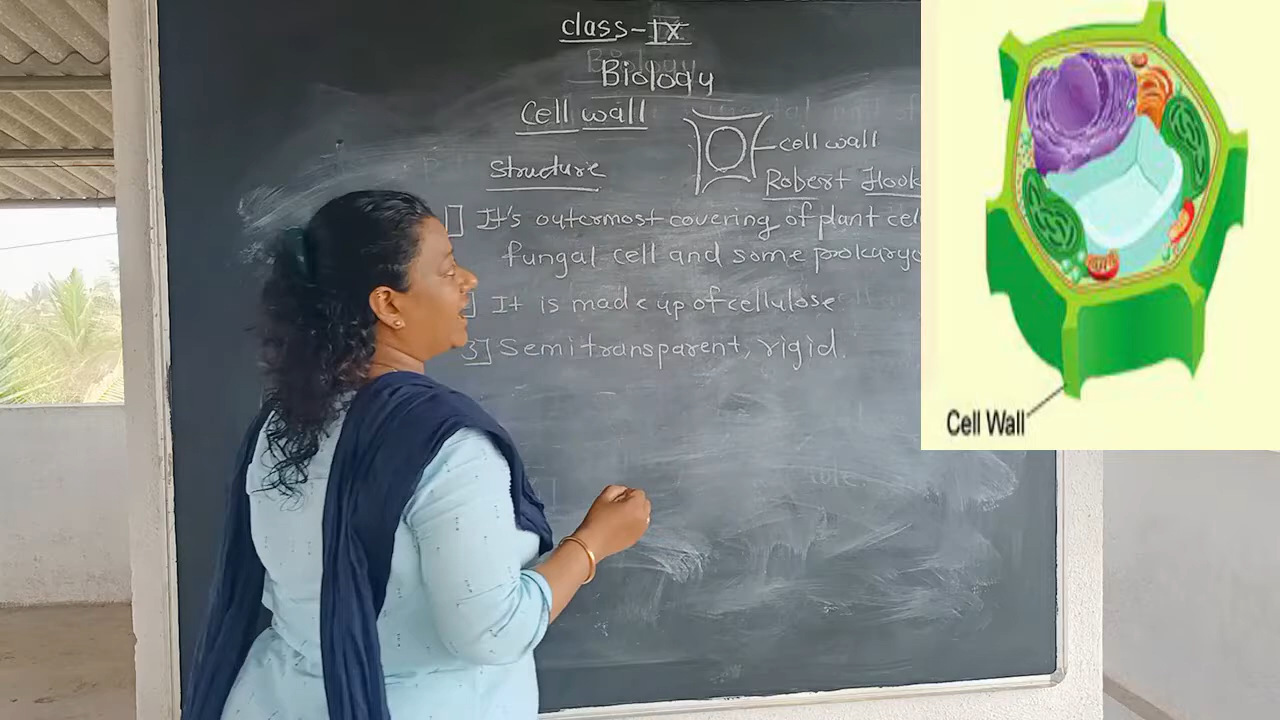 class-IX
Biology
Cell wall
cell wall
structure
Robert Hook
1] It's outermost covering of plant cel
fungal cell and some prokaryo
] It is made up of cellulose
3] Semitransparent, rigid.
Cell Wall